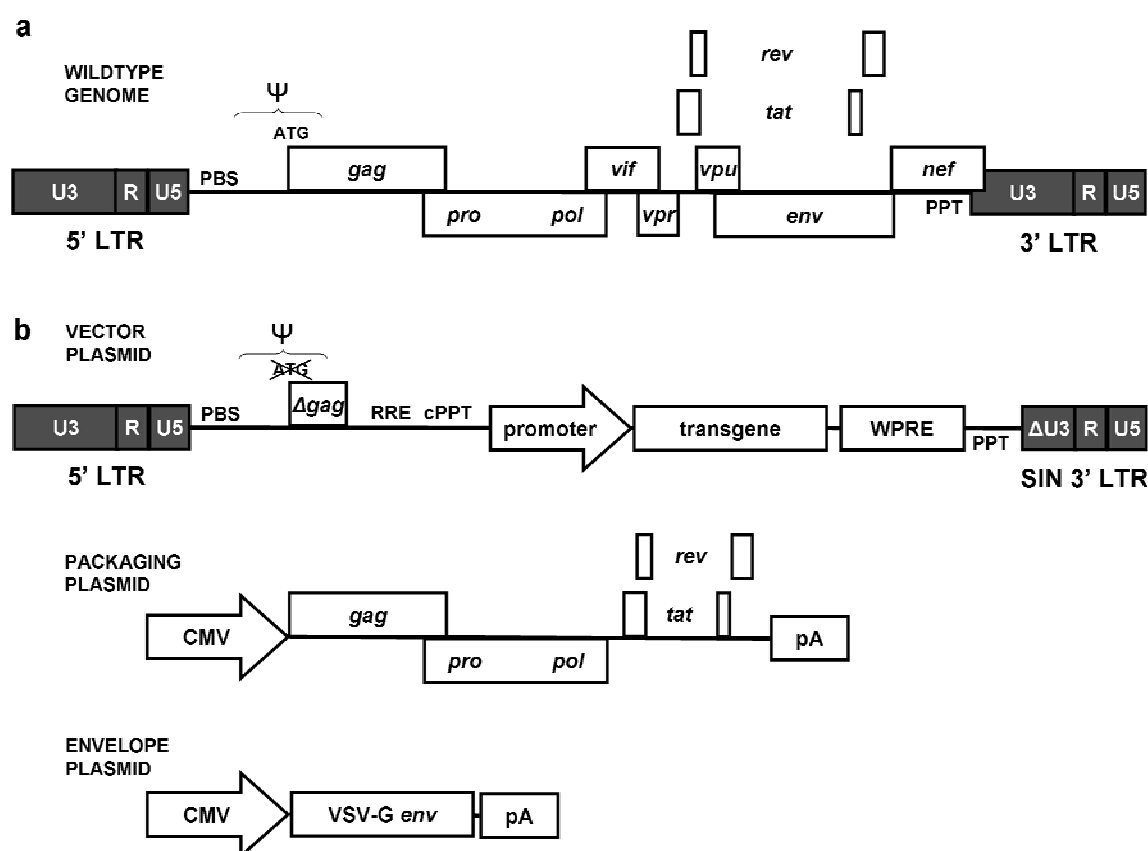 a
WILDTYPE
GENOME
Ψ
ATG
rev
tat
U3 R U5
5' LTR
PBS
gag
pro pol
vif
vpr
vpu
env
nef
PPT
U3 R U5
3' LTR
b
VECTOR
PLASMID
Ψ
ATG
U3 R U5
5' LTR
PBS
Δgag
RRE cPPT
promoter
transgene
WPRE
PPT
ΔU3 R U5
SIN 3' LTR
PACKAGING
PLASMID
rev
tat
CMV
gag
pro pol
pA
ENVELOPE
PLASMID
CMV
VSV-G env
pA